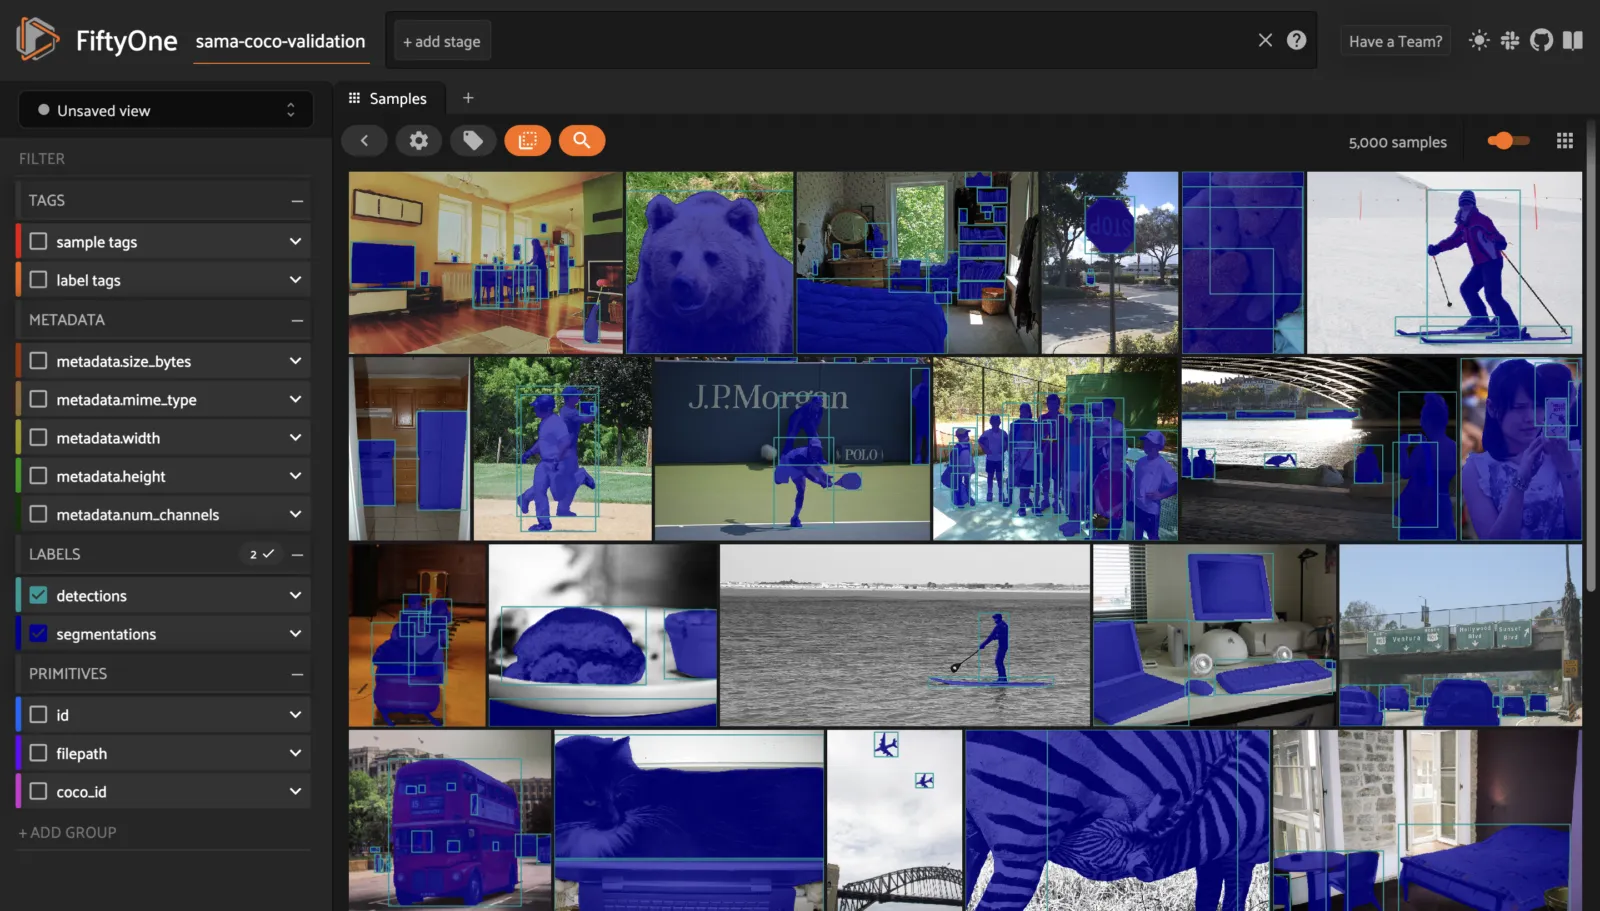 FiftyOne
sama-coco-validation
+ add stage
Have a Team?
Unsaved view
Samples
5,000 samples
FILTER
TAGS
sample tags
label tags
METADATA
metadata.size_bytes
metadata.mime_type
metadata.width
metadata.height
metadata.num_channels
LABELS
2
detections
segmentations
PRIMITIVES
id
filepath
coco_id
+ ADD GROUP
STOP
J.P.Morgan
POLO
Ventura
Blvd
Hollywood
Blvd
Sunset
Blvd